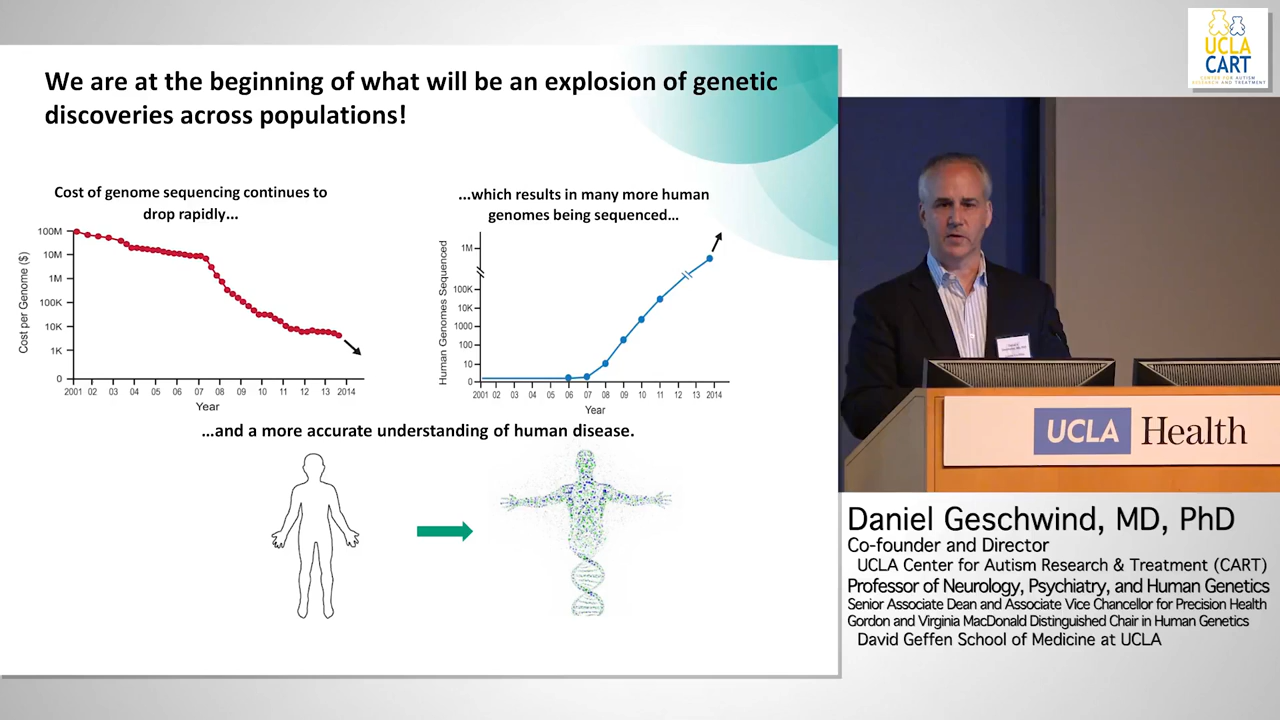 We are at the beginning of what will be an explosion of genetic
discoveries across populations!
Cost of genome sequencing continues to
drop rapidly...
Cost per Genome ($)
100M
10M
1M
100K
10K
1K
0
2001 02 03 04 05 06 07 08 09 10 11 12 13 2014
Year
...which results in many more human
genomes being sequenced...
Human Genomes Sequenced
1M
100K
10K
1000
100
10
0
2001 02 03 04 05 06 07 08 09 10 11 12 13 2014
Year
...and a more accurate understanding of human disease.
UCLA
CART
CENTER FOR AUTISM
RESEARCH AND TREATMENT
UCLA Health
Daniel Geschwind, MD, PhD
Co-founder and Director
UCLA Center for Autism Research & Treatment (CART)
Professor of Neurology, Psychiatry, and Human Genetics
Senior Associate Dean and Associate Vice Chancellor for Precision Health
Gordon and Virginia MacDonald Distinguished Chair in Human Genetics
David Geffen School of Medicine at UCLA